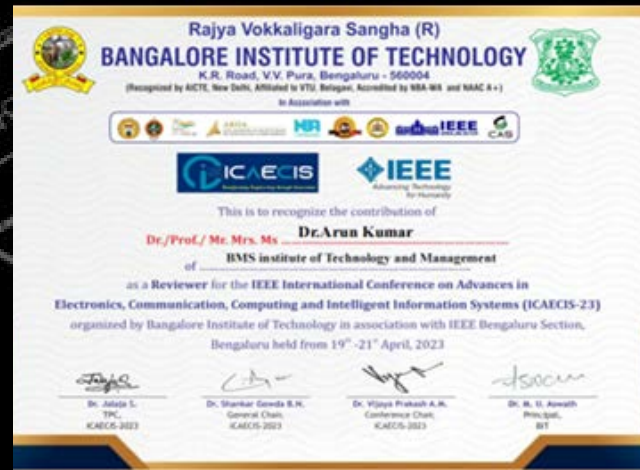 Rajya Vokkaligara Sangha (R)
BANGALORE INSTITUTE OF TECHNOLOGY
K.R. Road, V.V. Pura, Bengaluru - 560004
(Recognized by AICTE, New Delhi, Affiliated to VTU, Belagavi, Accredited by NBA-WA and NAAC A+)
In Association with
NIR IEEE CAS
ICAECIS IEEE
Advancing Technology
for Humanity
This is to recognize the contribution of
Dr./Prof./ Mr. Mrs. Ms Dr.Arun Kumar
of BMS institute of Technology and Management
as a Reviewer for the IEEE International Conference on Advances in
Electronics, Communication, Computing and Intelligent Information Systems (ICAECIS-23)
organized by Bangalore Institute of Technology in association with IEEE Bengaluru Section,
Bengaluru held from 19th -21st April, 2023
Dr. Jalaja S. Dr. Shankar Gowda B.N. Dr. Vijaya Prakash A.M. Dr. M. U. Aswath
TPC, General Chair, Conference Chair, Principal,
ICAECIS-2023 ICAECIS-2023 ICAECIS-2023 BIT